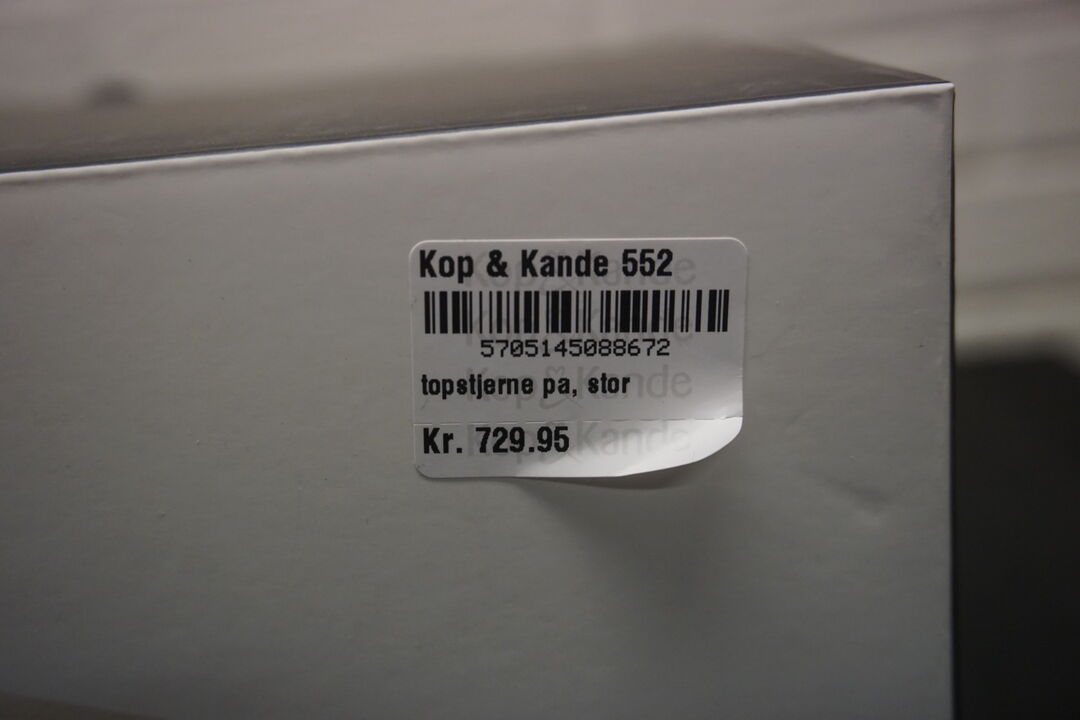 Kop & Kande 552
5705145088672
topstjerne pa, stor
Kr. 729.95